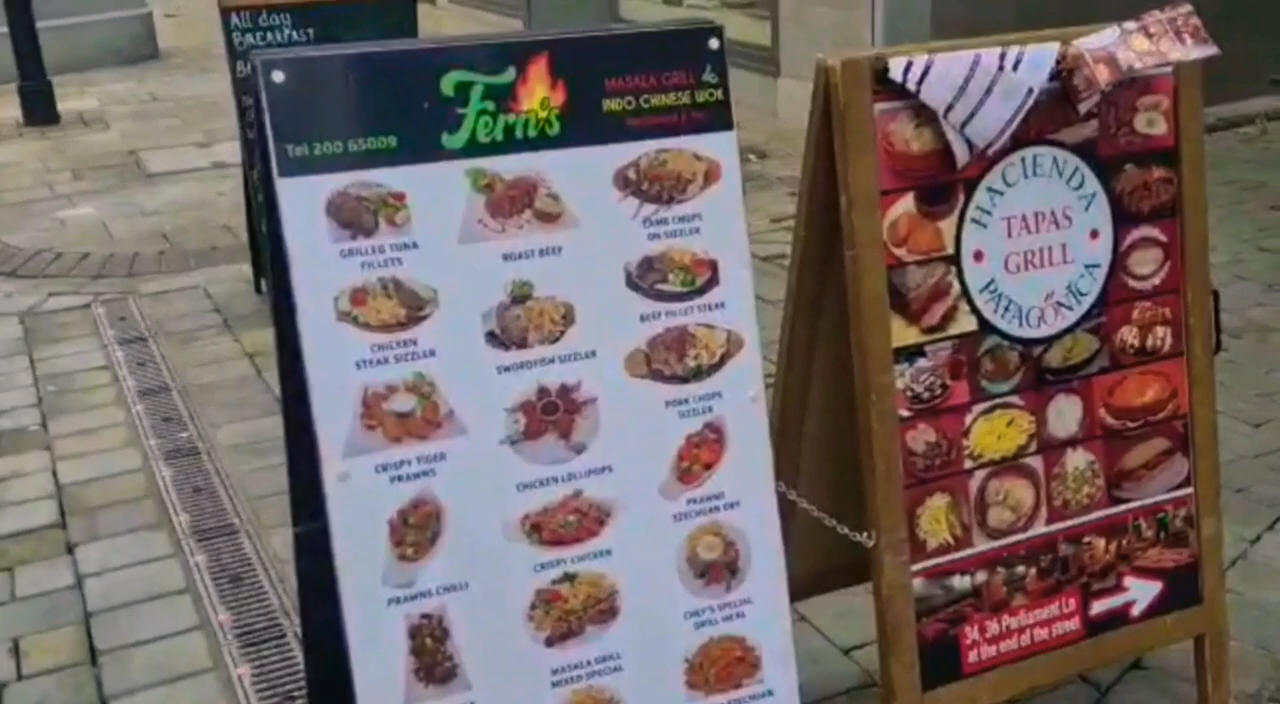 All day
BREAKFAST
Fern's
MASALA GRILL &
INDO CHINESE WOK
Tel 200 65009
GRILLED TUNA
FILLETS
ROAST BEEF
LAMB CHOPS
ON SIZZLER
CHICKEN
STEAK SIZZLER
SWORDFISH SIZZLER
BEEF FILLET STEAK
CRISPY TIGER
PRAWNS
CHICKEN LOLLIPOPS
PORK CHOPS
SIZZLER
PRAWNS CHILLI
CRISPY CHICKEN
PRAWNS
SZECHUAN DRY
MASALA GRILL
MIXED SPECIAL
CHEF'S SPECIAL
GRILL MEAL
HACIENDA
TAPAS
GRILL
PATAGÓNICA
34, 36 Parliament Ln
at the end of the street